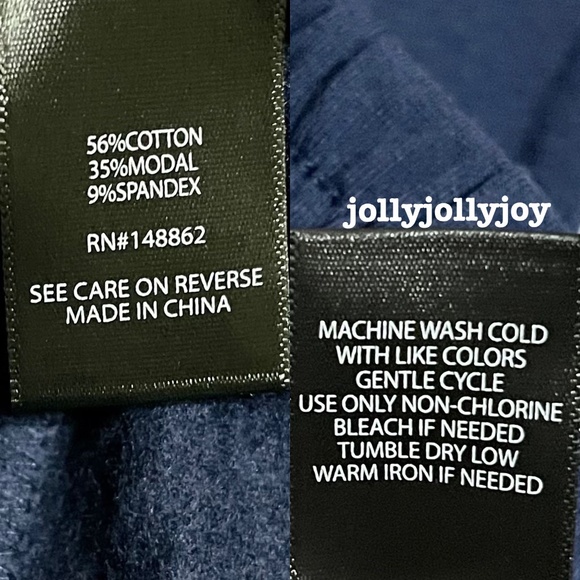 56%COTTON
35%MODAL
9%SPANDEX
RN#148862
SEE CARE ON REVERSE
MADE IN CHINA
jollyjollyjoy
MACHINE WASH COLD
WITH LIKE COLORS
GENTLE CYCLE
USE ONLY NON-CHLORINE
BLEACH IF NEEDED
TUMBLE DRY LOW
WARM IRON IF NEEDED